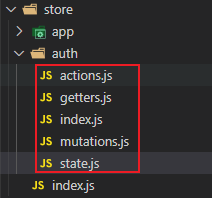 store
app
auth
JS actions.js
JS getters.js
JS index.js
JS mutations.js
JS state.js
JS index.js